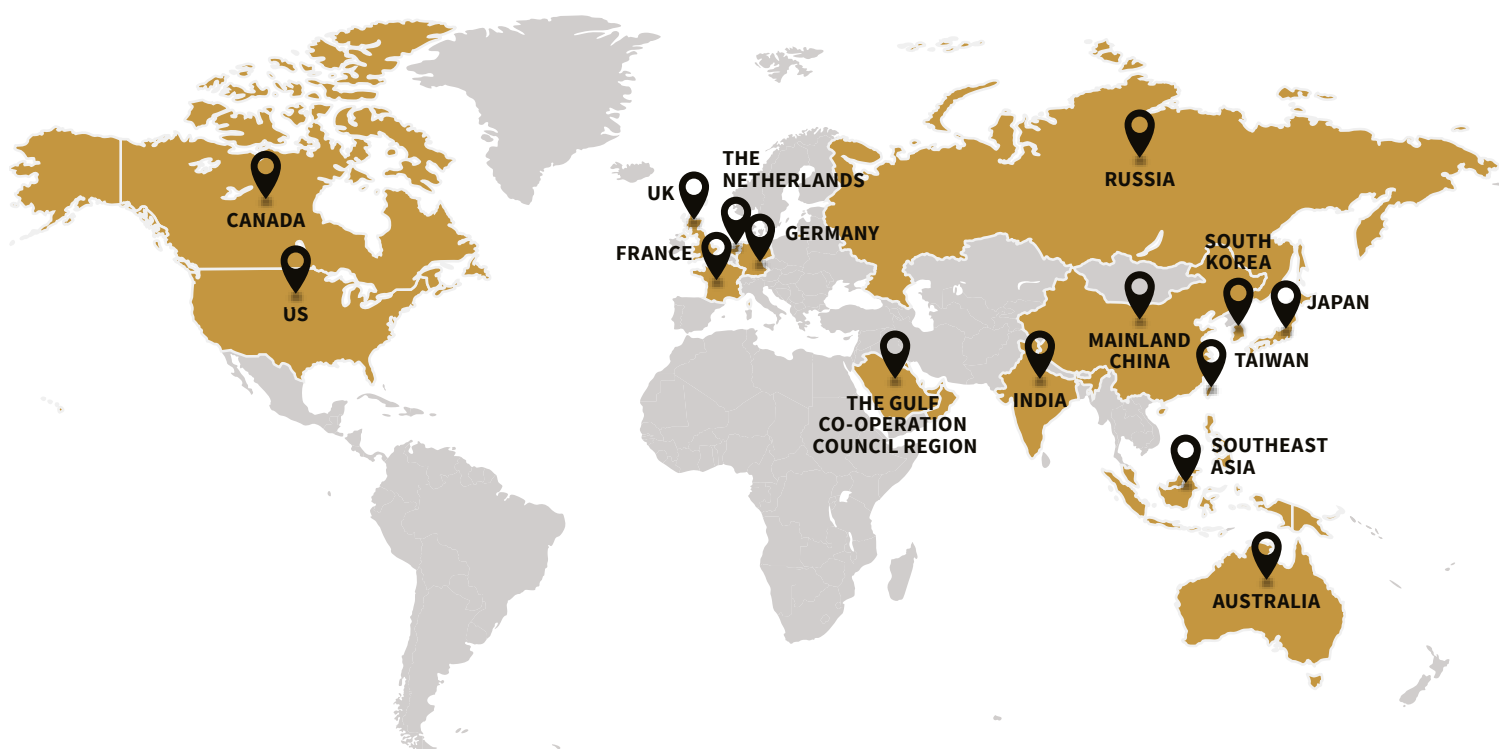 CANADA
US
UK
THE
NETHERLANDS
FRANCE
GERMANY
RUSSIA
SOUTH
KOREA
JAPAN
MAINLAND
CHINA
TAIWAN
INDIA
THE GULF
CO-OPERATION
COUNCIL REGION
SOUTHEAST
ASIA
AUSTRALIA